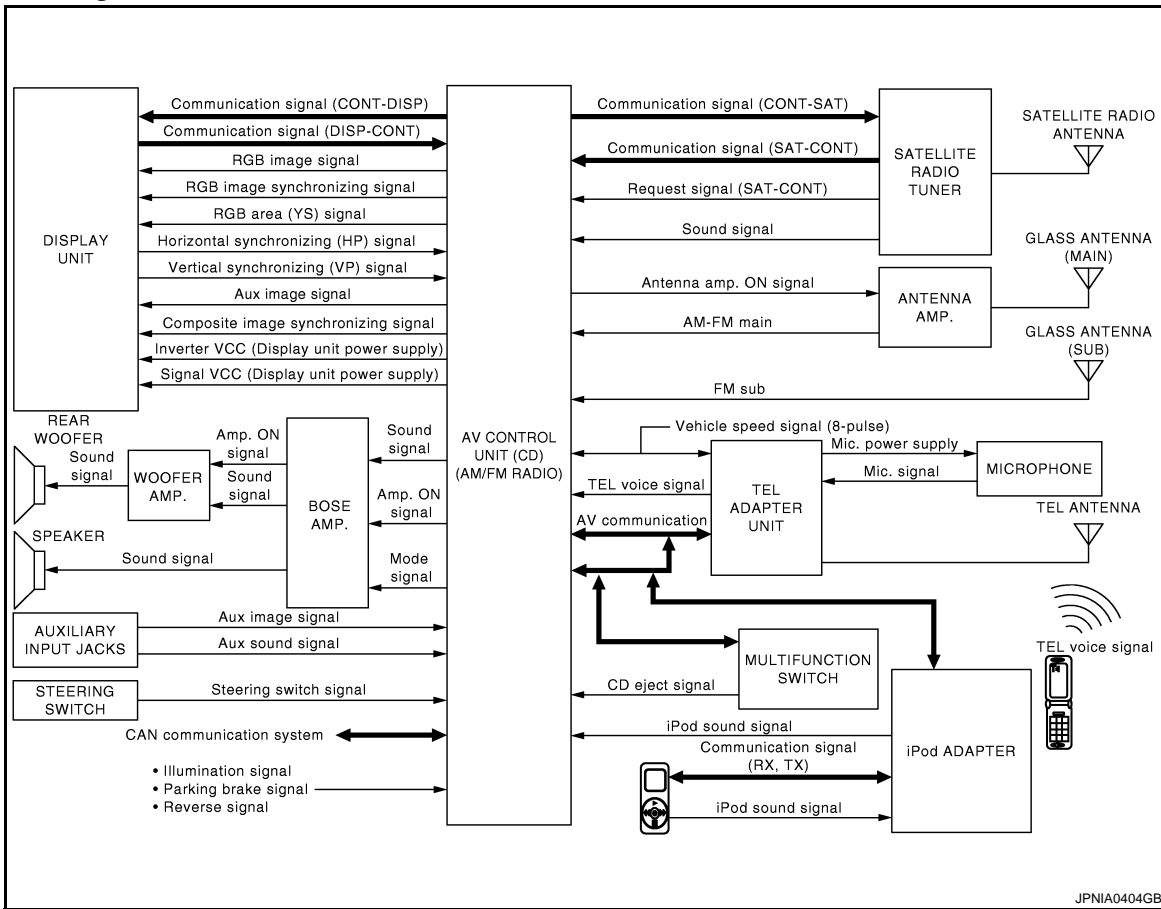 Communication signal (CONT-DISP)
Communication signal (DISP-CONT)
RGB image signal
RGB image synchronizing signal
RGB area (YS) signal
Horizontal synchronizing (HP) signal
Vertical synchronizing (VP) signal
Aux image signal
Composite image synchronizing signal
Inverter VCC (Display unit power supply)
Signal VCC (Display unit power supply)
DISPLAY
UNIT
REAR
WOOFER
Sound
signal
WOOFER
AMP.
Amp. ON
signal
Sound
signal
BOSE
AMP.
Sound
signal
Amp. ON
signal
Mode
signal
SPEAKER
Sound signal
AUXILIARY
INPUT JACKS
Aux image signal
Aux sound signal
STEERING
SWITCH
Steering switch signal
CAN communication system
• Illumination signal
• Parking brake signal
• Reverse signal
AV CONTROL
UNIT (CD)
(AM/FM RADIO)
Communication signal (CONT-SAT)
Communication signal (SAT-CONT)
Request signal (SAT-CONT)
Sound signal
SATELLITE
RADIO
TUNER
SATELLITE RADIO
ANTENNA
Antenna amp. ON signal
AM-FM main
ANTENNA
AMP.
GLASS ANTENNA
(MAIN)
GLASS ANTENNA
(SUB)
FM sub
Vehicle speed signal (8-pulse)
TEL voice signal
AV communication
TEL
ADAPTER
UNIT
Mic. power supply
Mic. signal
MICROPHONE
TEL ANTENNA
MULTIFUNCTION
SWITCH
CD eject signal
TEL voice signal
iPod sound signal
Communication signal
(RX, TX)
iPod sound signal
iPod ADAPTER
JPNIA0404GB